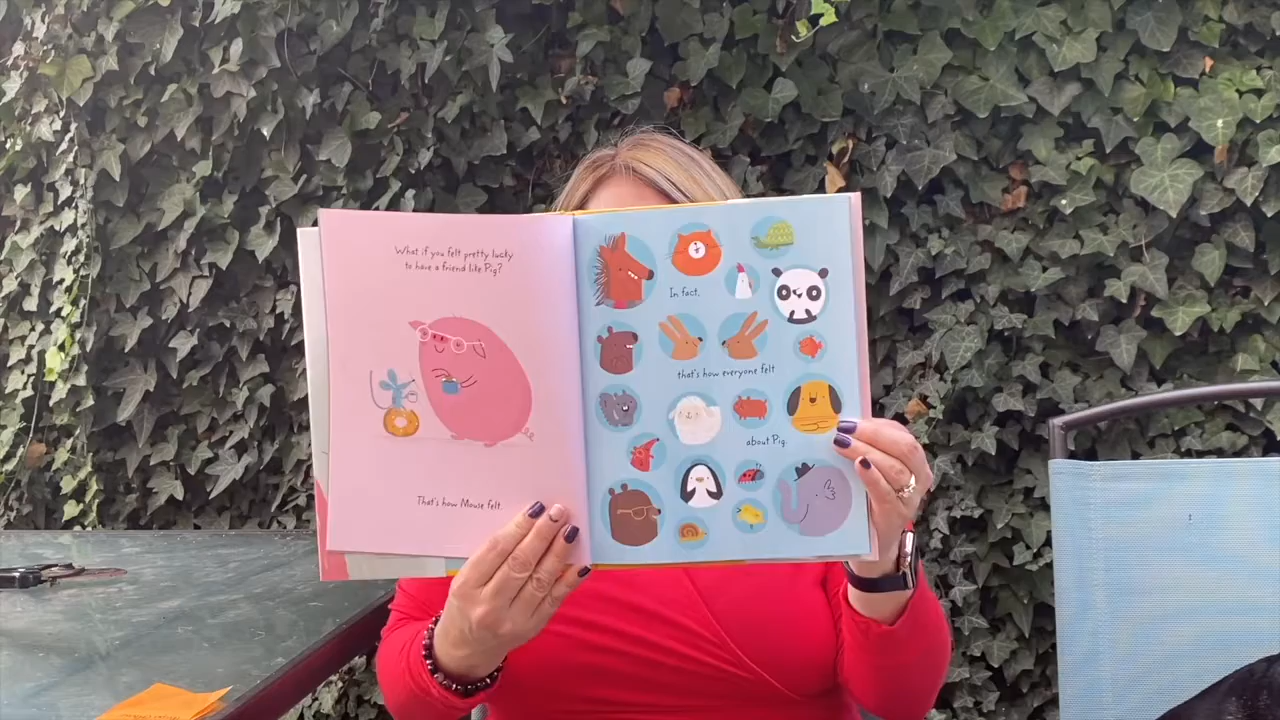 What if you felt pretty lucky
to have a friend like Pig?
That's how Mouse felt.
In fact,
that's how everyone felt
about Pig.